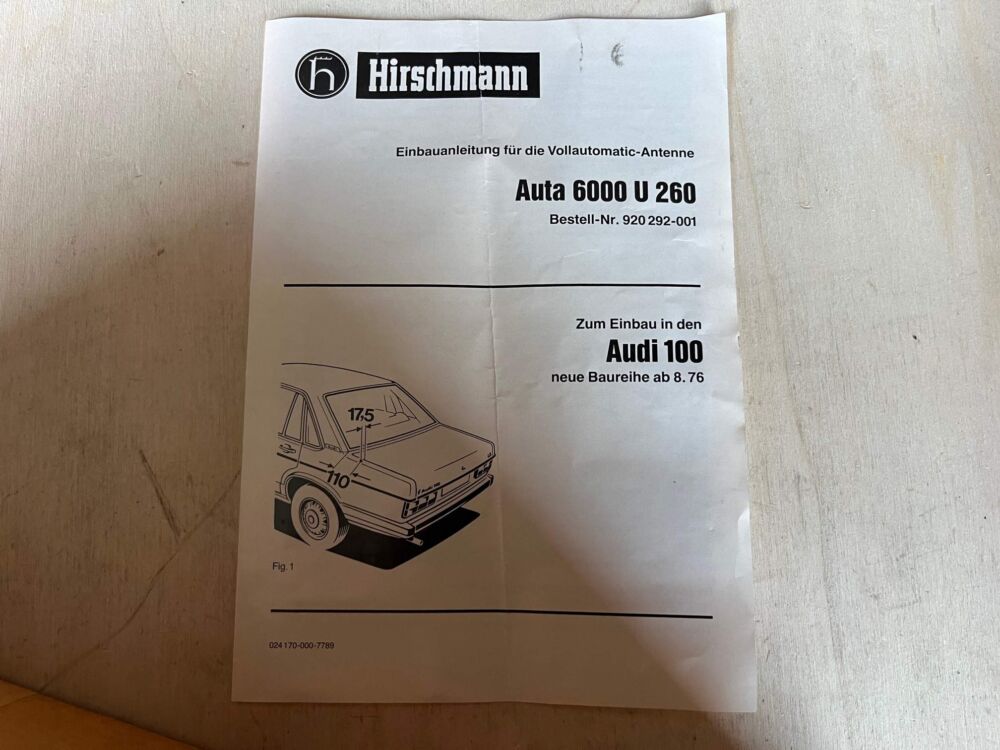 h Hirschmann
Einbauanleitung für die Vollautomatic-Antenne
Auta 6000 U 260
Bestell-Nr. 920 292-001
Zum Einbau in den
Audi 100
neue Baureihe ab 8.76
17,5
110
Fig. 1
024 170-000-7789